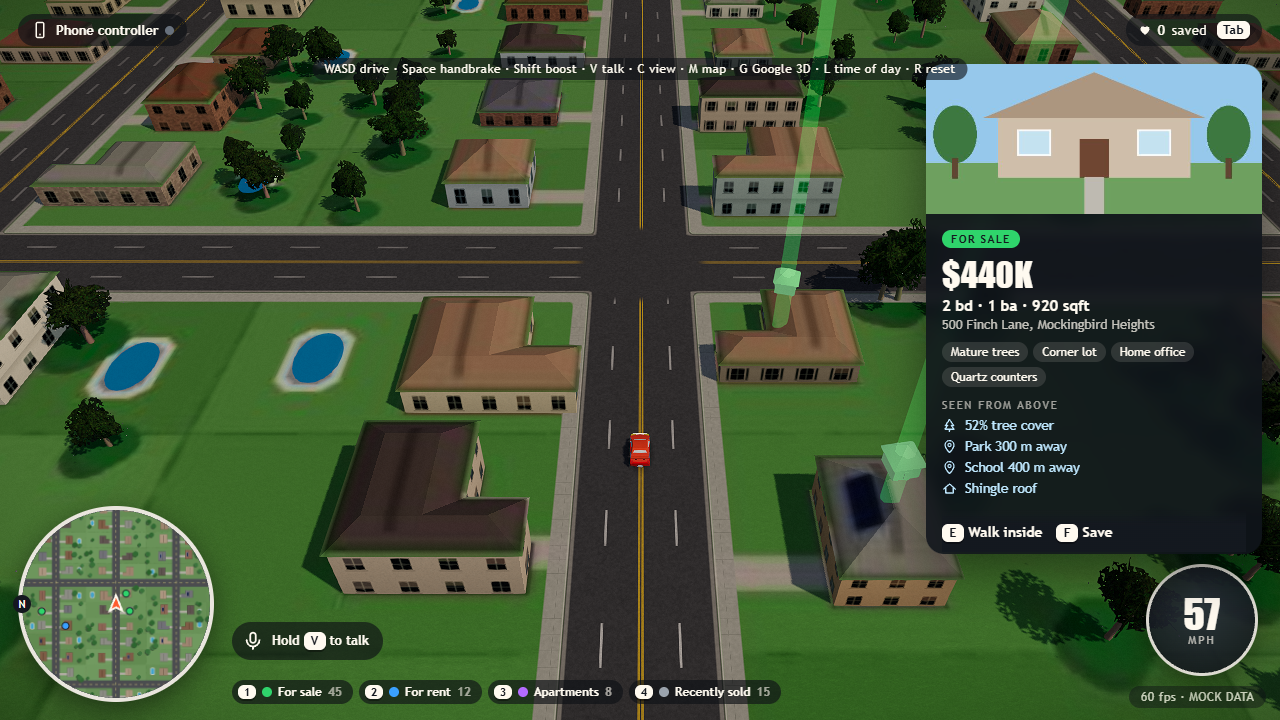 Phone controller
0 saved Tab
WASD drive · Space handbrake · Shift boost · V talk · C view · M map · G Google 3D · L time of day · R reset
FOR SALE
$440K
2 bd · 1 ba · 920 sqft
500 Finch Lane, Mockingbird Heights
Mature trees Corner lot Home office
Quartz counters
SEEN FROM ABOVE
52% tree cover
Park 300 m away
School 400 m away
Shingle roof
E Walk inside F Save
N
57
MPH
Hold V to talk
1 For sale 45 2 For rent 12 3 Apartments 8 4 Recently sold 15
60 fps · MOCK DATA